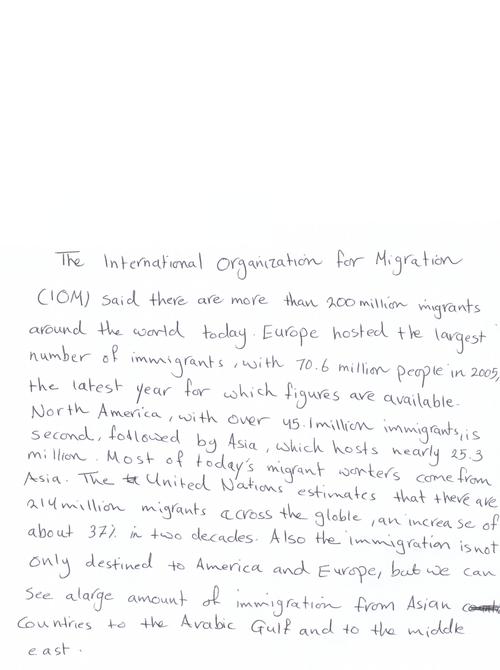 The International Organization for Migration
(IOM) said there are more than 200 million migrants
around the world today. Europe hosted the largest
number of immigrants, with 70.6 million people in 2005,
the latest year for which figures are available.
North America, with over 45.1 million immigrants, is
second, followed by Asia, which hosts nearly 25.3
million. Most of today's migrant workers come from
Asia. The United Nations estimates that there are
214 million migrants across the globle, an increase of
about 37% in two decades. Also the immigration is not
only destined to America and Europe, but we can
see alarge amount of immigration from Asian
Countries to the Arabic Gulf and to the middle
east.